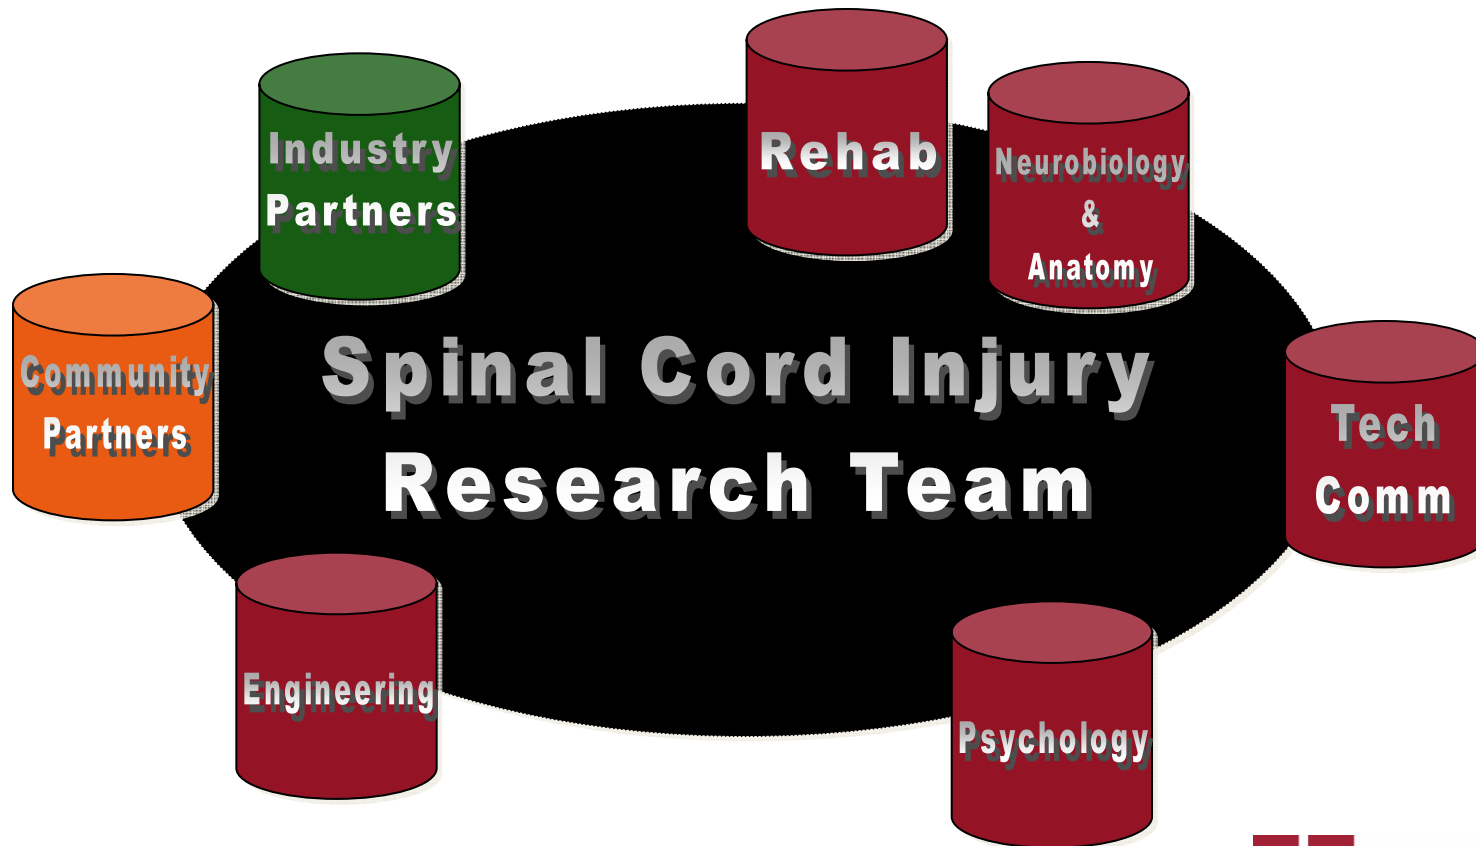 Industry
Partners
Rehab
Neurobiology
&
Anatomy
Community
Partners
Spinal Cord Injury
Research Team
Tech
Comm
Engineering
Psychology